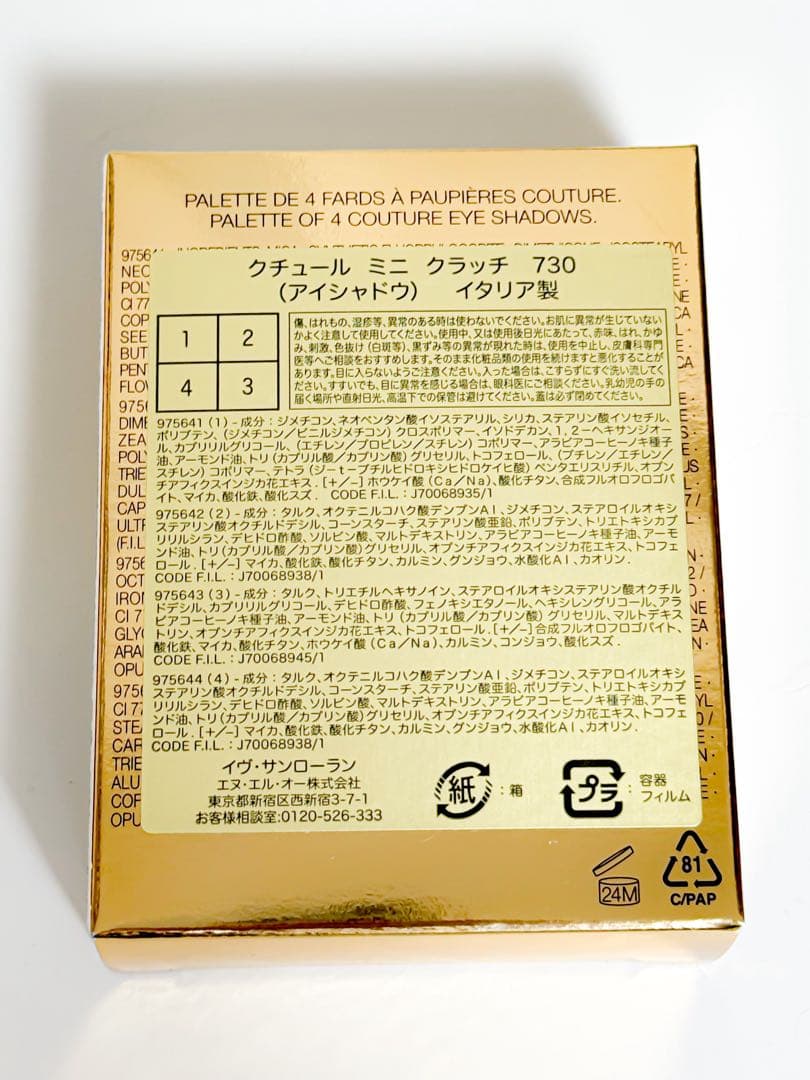 PALETTE DE 4 FARDS À PAUPIÈRES COUTURE.
PALETTE OF 4 COUTURE EYE SHADOWS.
クチュール ミニ クラッチ 730
(アイシャドウ) イタリア製
1 2
4 3
傷、はれもの、湿疹等、異常のある時は使わないでください。お肌に異常が生じていない
かよく注意して使用してください。使用中、又は使用後日光にあたって、赤味、はれ、かゆ
み、刺激、色抜け(白斑等)、黒ずみ等の異常が現れた時は、使用を中止し、皮膚科専門
医等へご相談をおすすめします。そのまま化粧品類の使用を続けますと悪化することが
あります。目に入らないようご注意ください。入った場合は、こすらずすぐ洗い流してく
ださい。すすいでも、目に異常を感じる場合は、眼科医にご相談ください。乳幼児の手の
届く場所や直射日光、高温下での保管は避けてください。蓋は必ず閉めてください。
975641 (1) - 成分 : ジメチコン、ネオペンタン酸イソステアリル、シリカ、ステアリン酸イソセチル、
ポリブテン、(ジメチコン/ビニルジメチコン) クロスポリマー、イソドデカン、1, 2-ヘキサンジオ
ール、カプリリルグリコール、(エチレン/プロピレン/スチレン) コポリマー、アラビアコーヒーノキ種子
油、アーモンド油、トリ (カプリル酸/カプリン酸) グリセリル、トコフェロール、(ブチレン/エチレン/
スチレン) コポリマー、テトラ (ジ-t-ブチルヒドロキシヒドロケイヒ酸) ペンタエリスリチル、オプン
チアフィクスインジカ花エキス . [+/-] ホウケイ酸 (Ca/Na)、酸化チタン、合成フルオロフロゴパ
イト、マイカ、酸化鉄、酸化スズ . CODE F.I.L. : J70068935/1
975642 (2) - 成分 : タルク、オクテニルコハク酸デンプンAl、ジメチコン、ステアロイルオキシ
ステアリン酸オクチルドデシル、コーンスターチ、ステアリン酸亜鉛、ポリブテン、トリエトキシカプ
リリルシラン、デヒドロ酢酸、ソルビン酸、マルトデキストリン、アラビアコーヒーノキ種子油、アーモ
ンド油、トリ(カプリル酸/カプリン酸) グリセリル、オプンチアフィクスインジカ花エキス、トコフェ
ロール . [+/-] マイカ、酸化鉄、酸化チタン、カルミン、グンジョウ、水酸化Al、カオリン .
CODE F.I.L. : J70068938/1
975643 (3) - 成分 : タルク、トリエチルヘキサノイン、ステアロイルオキシステアリン酸オクチル
ドデシル、カプリリルグリコール、デヒドロ酢酸、フェノキシエタノール、ヘキシレングリコール、アラ
ビアコーヒーノキ種子油、アーモンド油、トリ (カプリル酸/カプリン酸) グリセリル、マルトデキス
トリン、オプンチアフィクスインジカ花エキス、トコフェロール . [+/-] 合成フルオロフロゴパイト、
酸化鉄、マイカ、酸化チタン、ホウケイ酸 (Ca/Na)、カルミン、コンジョウ、酸化スズ .
CODE F.I.L. : J70068945/1
975644 (4) - 成分 : タルク、オクテニルコハク酸デンプンAl、ジメチコン、ステアロイルオキシ
ステアリン酸オクチルドデシル、コーンスターチ、ステアリン酸亜鉛、ポリブテン、トリエトキシカプ
リリルシラン、デヒドロ酢酸、ソルビン酸、マルトデキストリン、アラビアコーヒーノキ種子油、アーモ
ンド油、トリ(カプリル酸/カプリン酸)グリセリル、オプンチアフィクスインジカ花エキス、トコフェ
ロール . [+/-] マイカ、酸化鉄、酸化チタン、カルミン、グンジョウ、水酸化Al、カオリン .
CODE F.I.L. : J70068938/1
イヴ・サンローラン
エヌ・エル・オー株式会社
東京都新宿区西新宿3-7-1
お客様相談室:0120-526-333
紙 : 箱
プラ : 容器
フィルム
24M
81
C/PAP